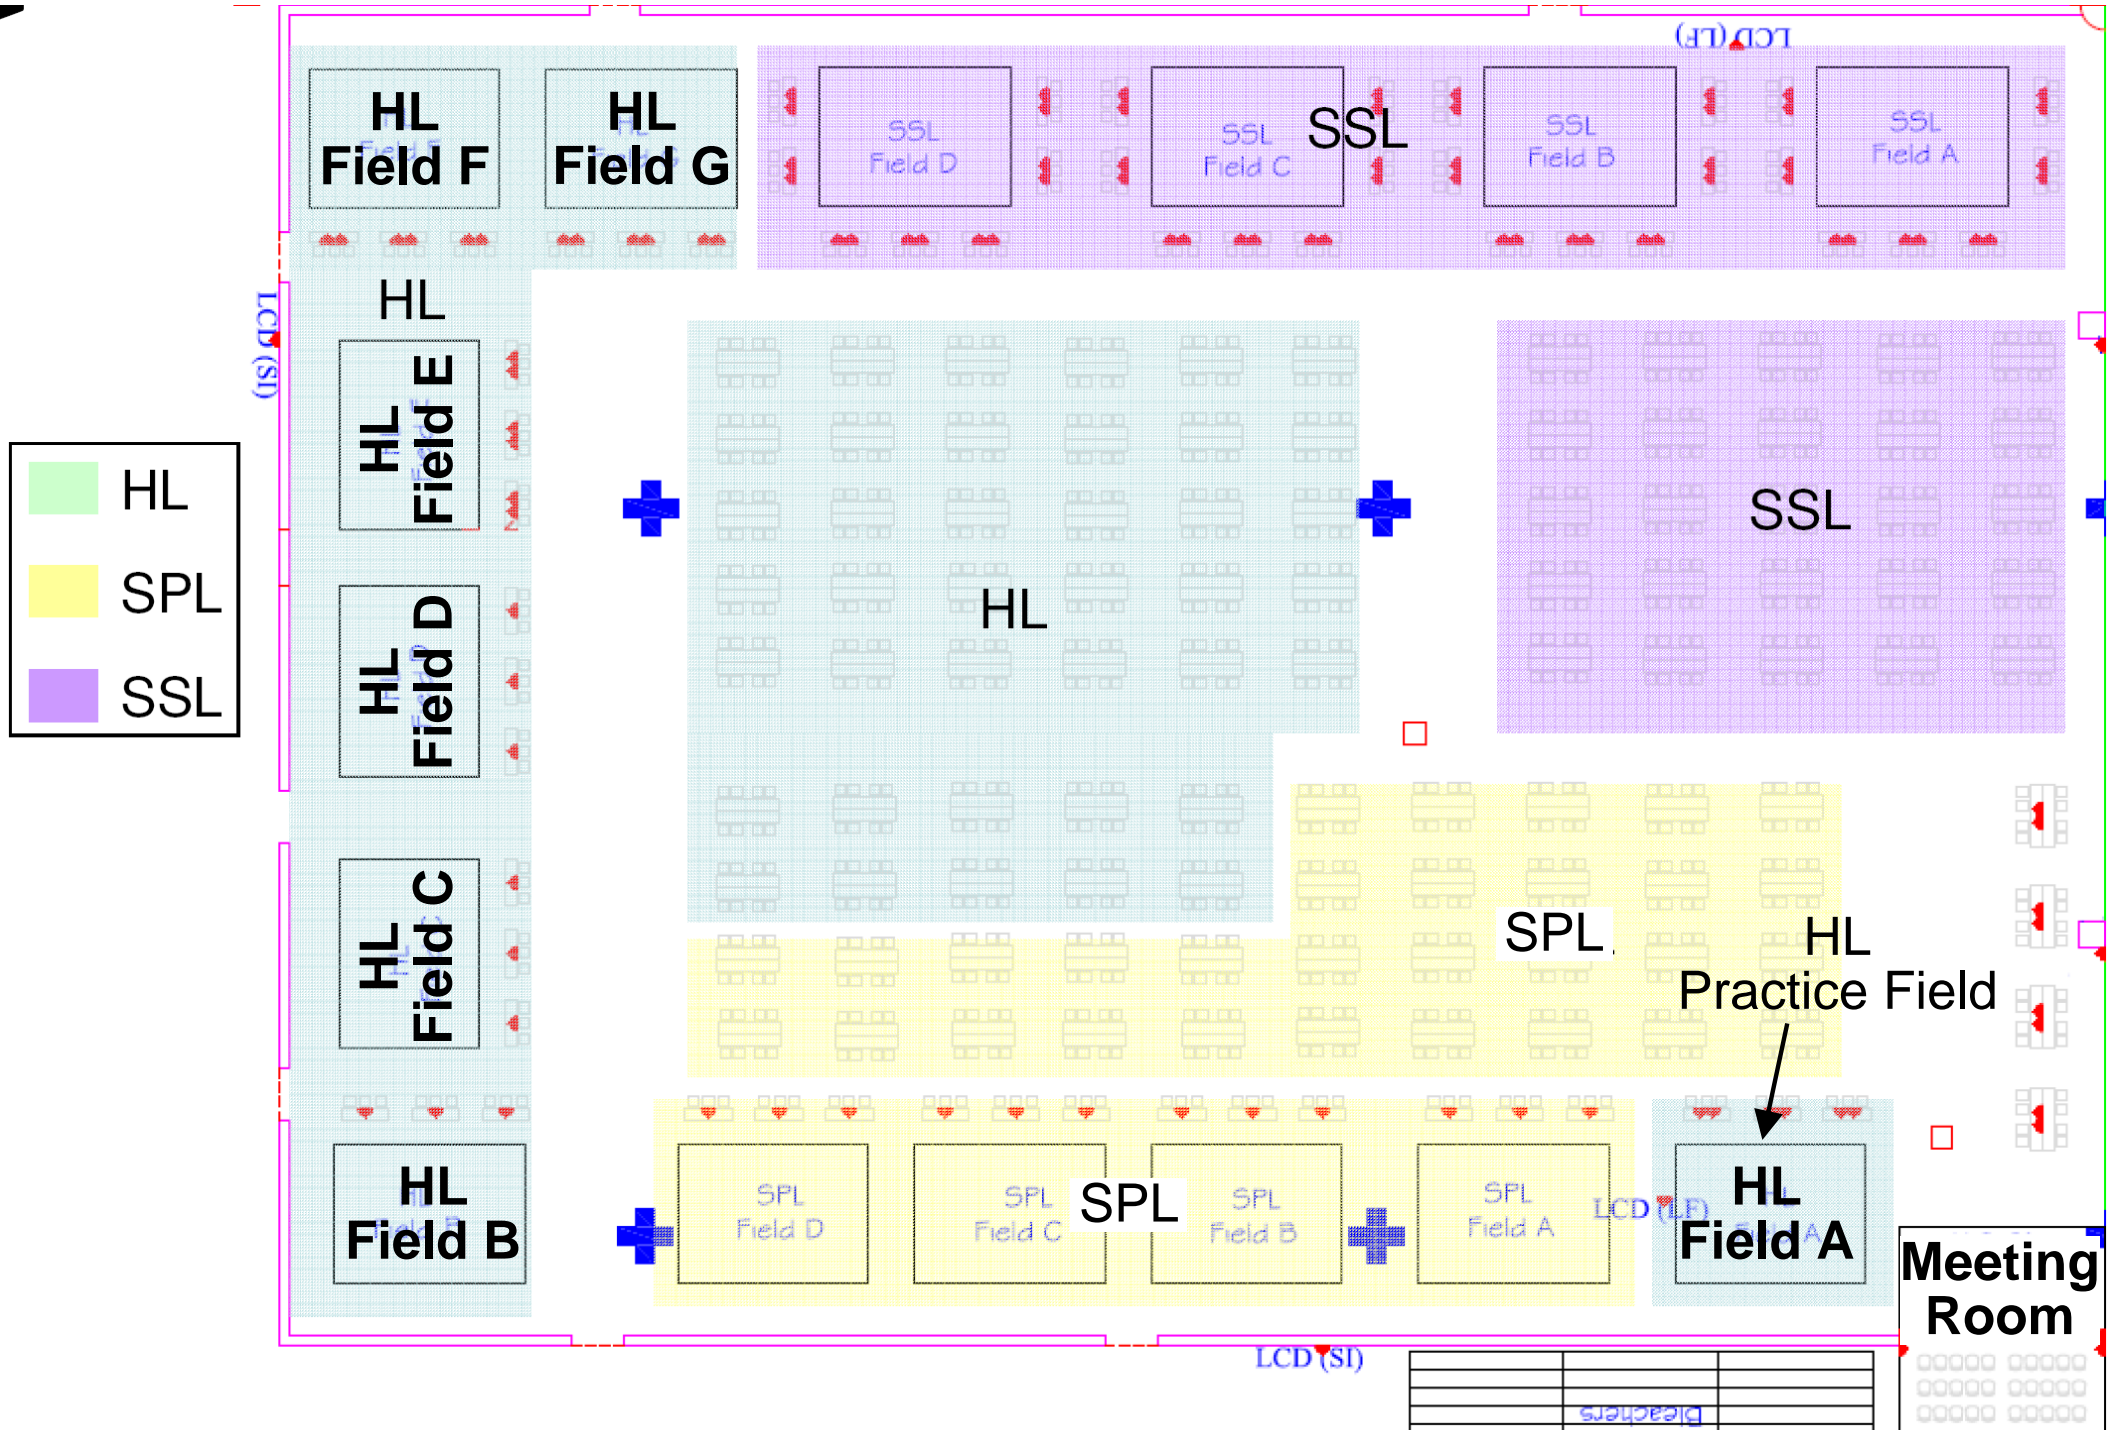 LCD (LF)
HL
Field F
HL
Field G
SSL
Field D
SSL
Field C
SSL
SSL
Field B
SSL
Field A
HL
LCD (SI)
HL
Field E
HL
SPL
SSL
HL
Field D
HL
SSL
HL
Field C
SPL
HL
Practice Field
HL
Field B
SPL
Field D
SPL
Field C
SPL
SPL
Field B
SPL
Field A
LCD (LF)
HL
Field A
Meeting
Room
LCD (SI)
Bleachers